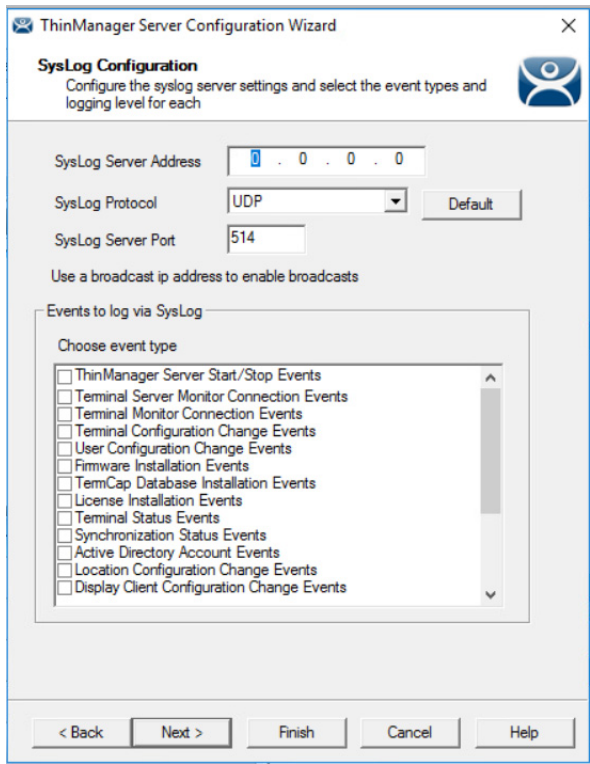 ThinManager Server Configuration Wizard
SysLog Configuration
Configure the syslog server settings and select the event types and
logging level for each
SysLog Server Address 0 . 0 . 0 . 0
SysLog Protocol UDP Default
SysLog Server Port 514
Use a broadcast ip address to enable broadcasts
Events to log via SysLog
Choose event type
ThinManager Server Start/Stop Events
Terminal Server Monitor Connection Events
Terminal Monitor Connection Events
Terminal Configuration Change Events
User Configuration Change Events
Firmware Installation Events
TermCap Database Installation Events
License Installation Events
Terminal Status Events
Synchronization Status Events
Active Directory Account Events
Location Configuration Change Events
Display Client Configuration Change Events
< Back Next > Finish Cancel Help